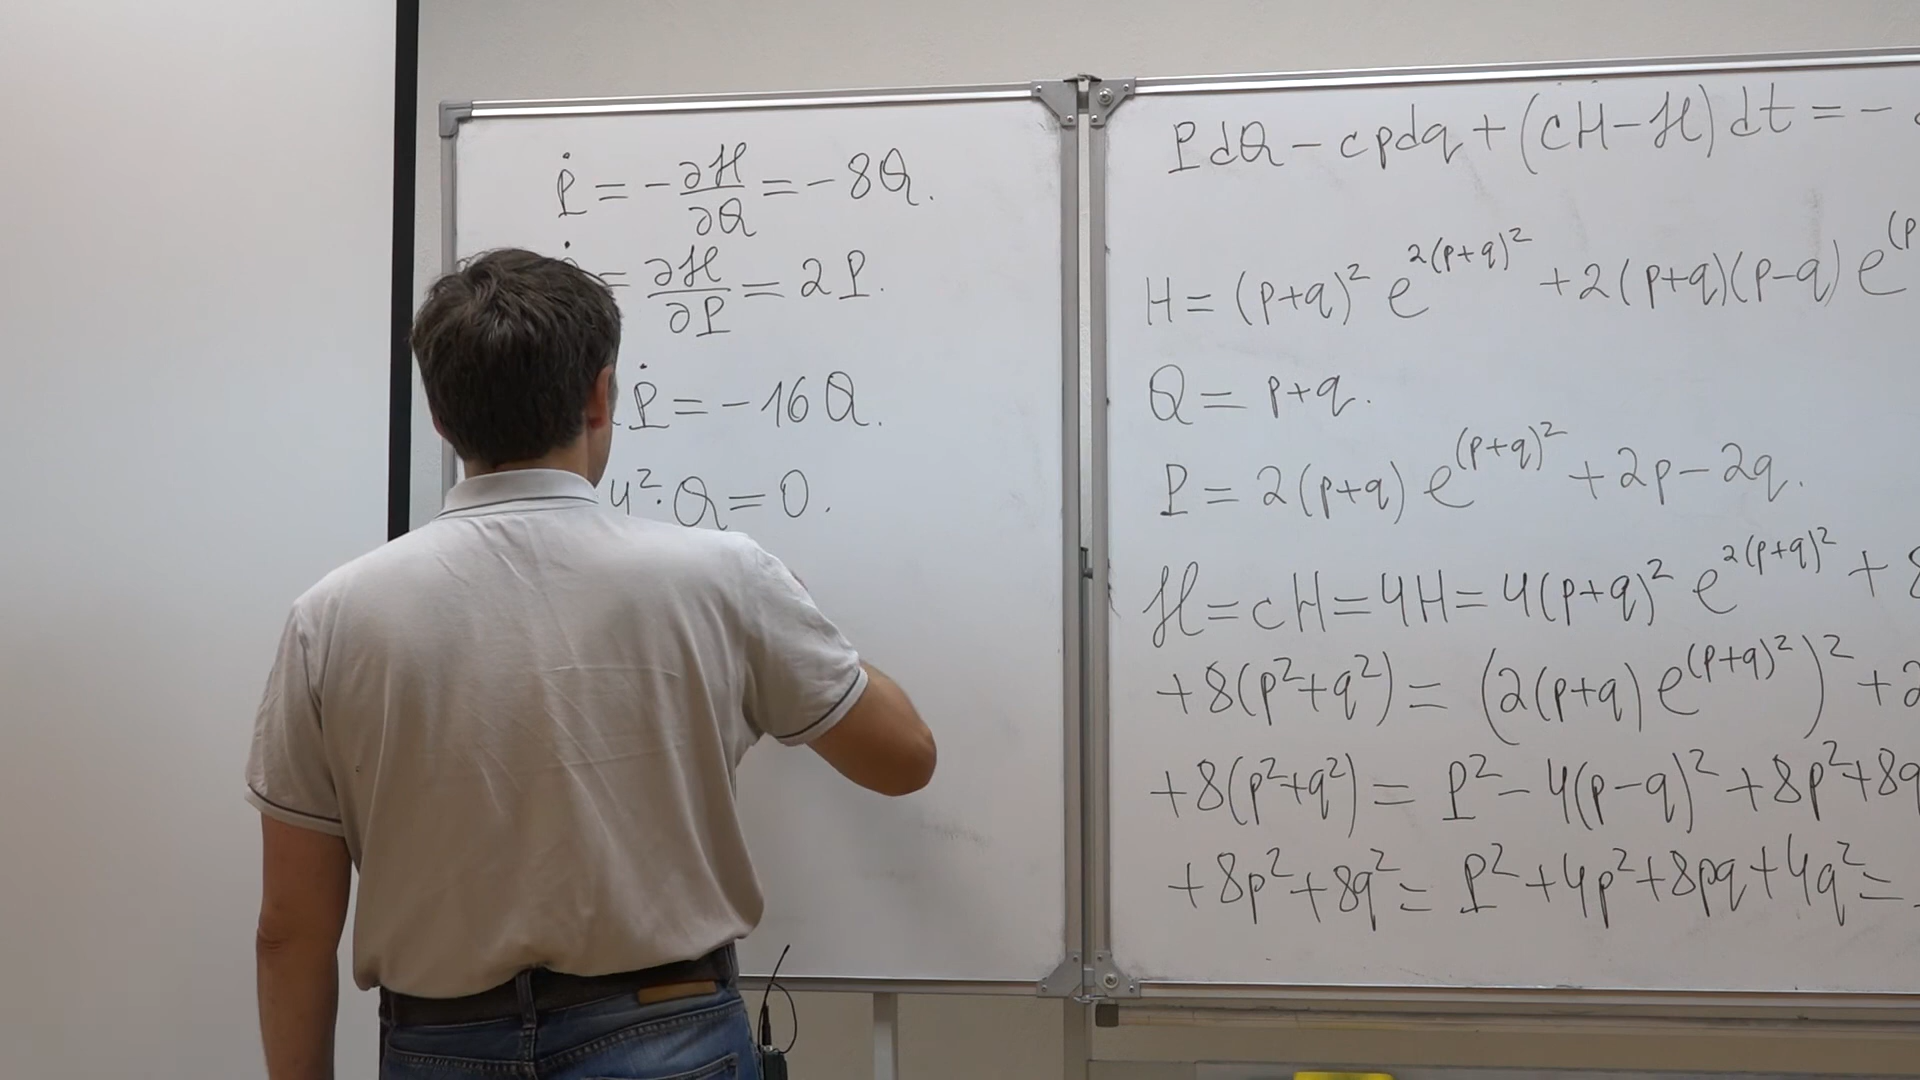 Ṗ = -∂ℋ/∂Q = -8Q.
= ∂ℋ/∂P = 2P.
Ṗ = -16Q.
4²·Q = 0.
PdQ - cpdq + (cH - ℋ)dt = -
H = (p+q)² e^{2(p+q)²} + 2(p+q)(p-q) e^{(p
Q = p+q.
P = 2(p+q) e^{(p+q)²} + 2p - 2q.
ℋ = cH = 4H = 4(p+q)² e^{2(p+q)²} + 8
+8(p²+q²) = (2(p+q) e^{(p+q)²})² + 2
+8(p²+q²) = P² - 4(p-q)² + 8p² + 8q
+8p² + 8q² = P² + 4p² + 8pq + 4q² =